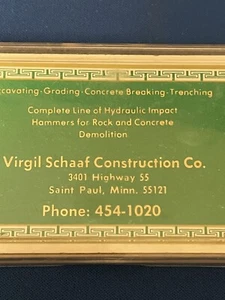 cavating · Grading · Concrete Breaking · Trenching
Complete Line of Hydraulic Impact
Hammers for Rock and Concrete
Demolition.
Virgil Schaaf Construction Co.
3401 Highway 55
Saint Paul, Minn. 55121
Phone: 454-1020